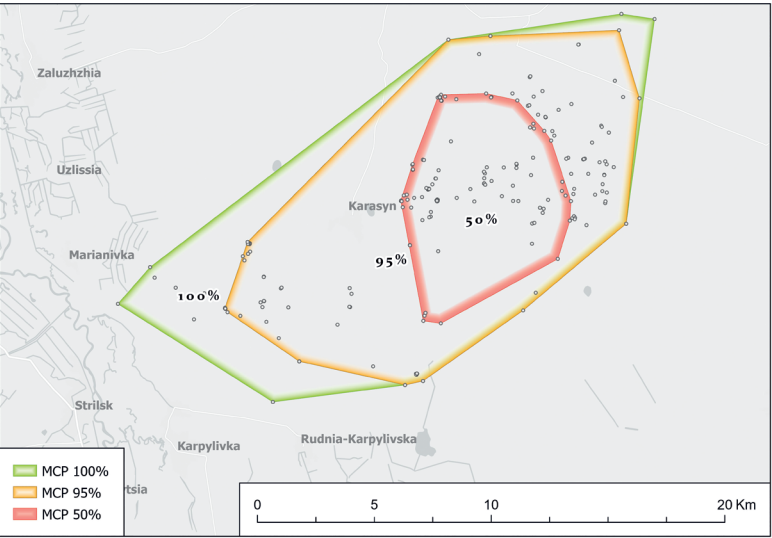 Zaluzhzhia
Uzlissia
Karasyn
50%
Marianivka
95%
100%
Strilsk
Rudnia-Karpylivska
Karpylivka
MCP 100%
MCP 95%
MCP 50%
rtsia
0 5 10 20 Km